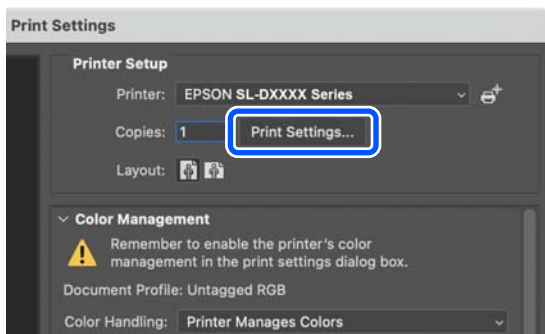 Print Settings
Printer Setup
Printer: EPSON SL-DXXXX Series
Copies: 1 Print Settings...
Layout:
Color Management
Remember to enable the printer's color
management in the print settings dialog box.
Document Profile: Untagged RGB
Color Handling: Printer Manages Colors